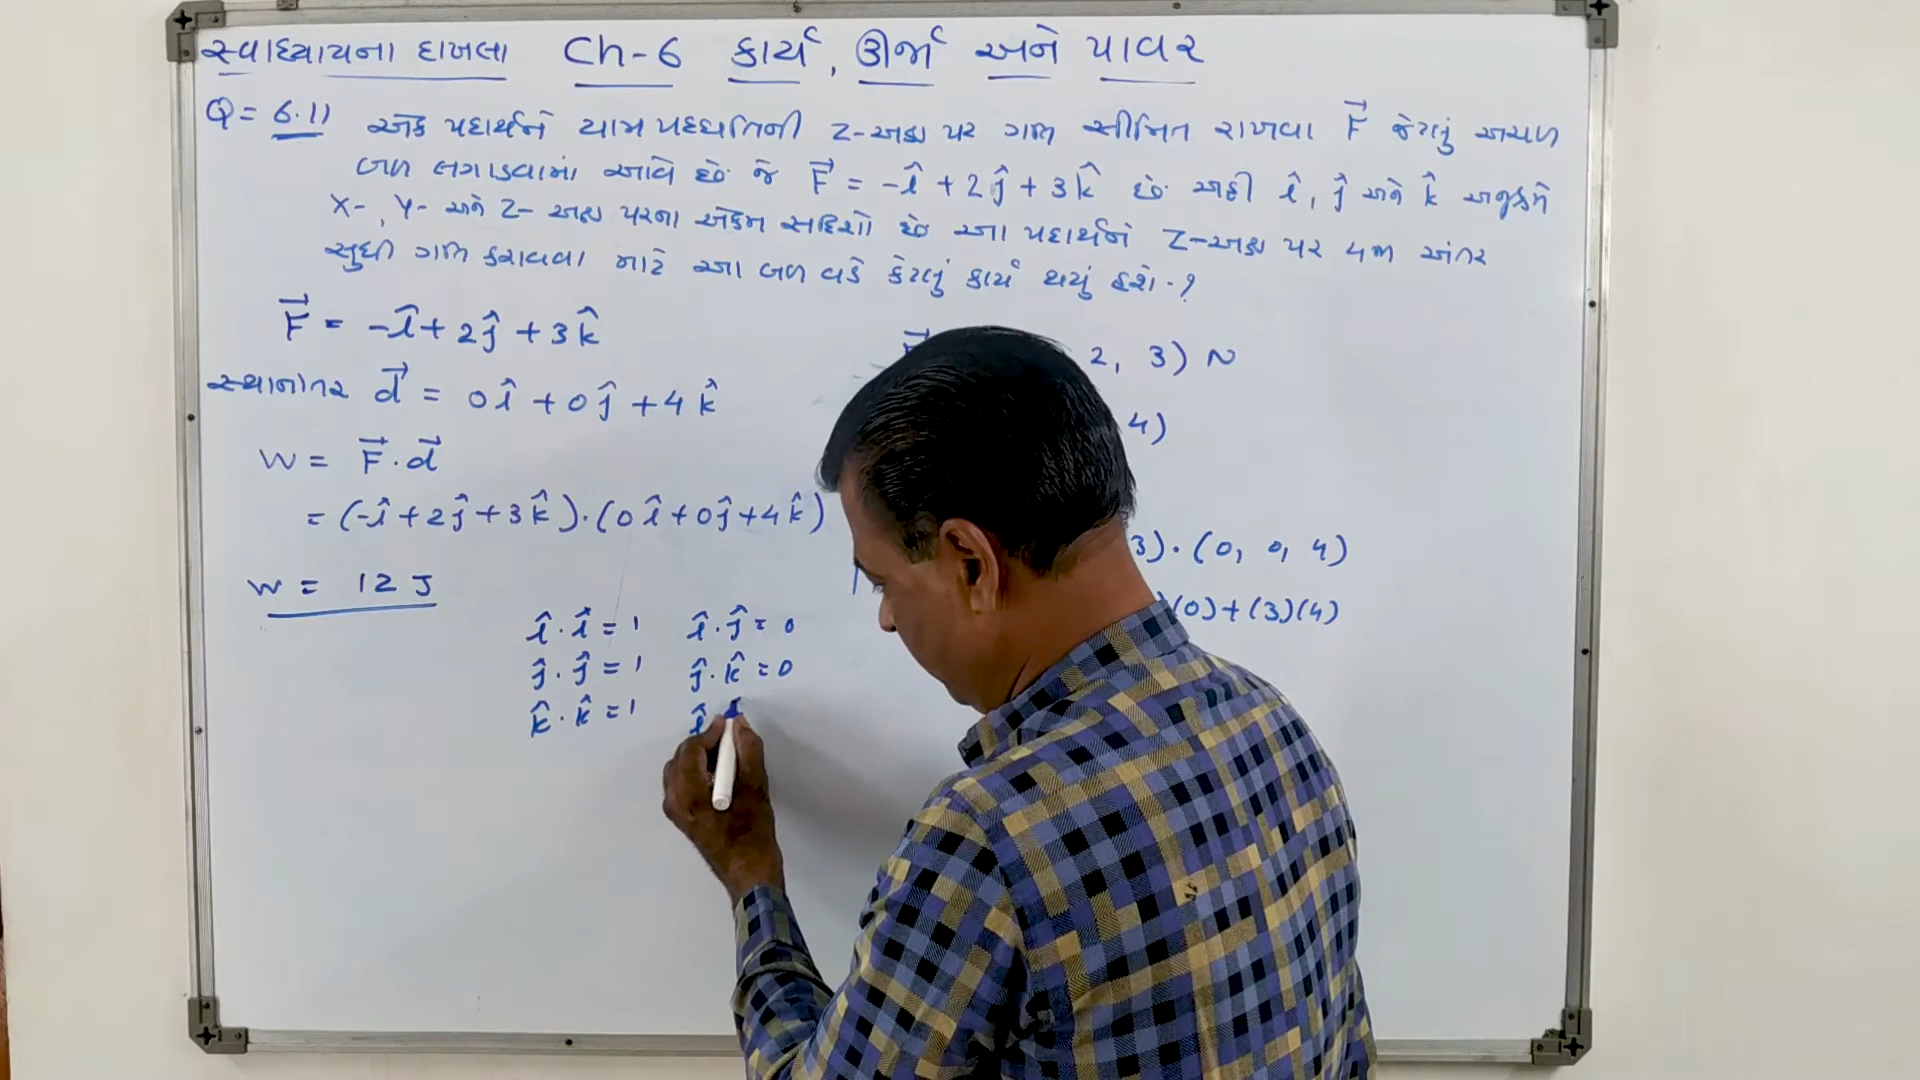 સ્વાધ્યાયના દાખલા Ch-6 કાર્ય, ઊર્જા અને પાવર
Q= 6.11 એક પદાર્થને યામપદ્ધતિની Z-અક્ષ પર ગતિ સીમિત રાખવા F⃗ જેટલું અચળ
બળ લગાડવામાં આવે છે જે F⃗ = -î + 2ĵ + 3k̂ છે અહી î, ĵ અને k̂ અનુક્રમે
X-, Y- અને Z- અક્ષ પરના એકમ સદિશો છે આ પદાર્થને Z-અક્ષ પર 4m અંતર
સુધી ગતિ કરાવવા માટે આ બળ વડે કેટલું કાર્ય થયું હશે.?
F⃗ = -î + 2ĵ + 3k̂
સ્થાનાંતર d⃗ = 0î + 0ĵ + 4k̂
W = F⃗ · d⃗
= (-î + 2ĵ + 3k̂) · (0î + 0ĵ + 4k̂)
W = 12 J
î · î = 1 î · ĵ = 0
ĵ · ĵ = 1 ĵ · k̂ = 0
k̂ · k̂ = 1 î
2, 3) N
4)
3) · (0, 0, 4)
)(0) + (3)(4)